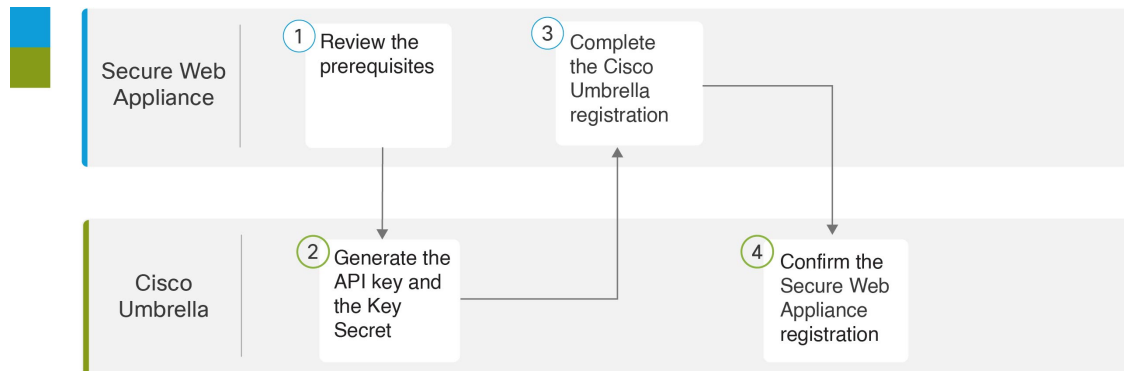 Secure Web
Appliance
1
Review the
prerequisites
3
Complete
the Cisco
Umbrella
registration
Cisco
Umbrella
2
Generate the
API key and
the Key
Secret
4
Confirm the
Secure Web
Appliance
registration